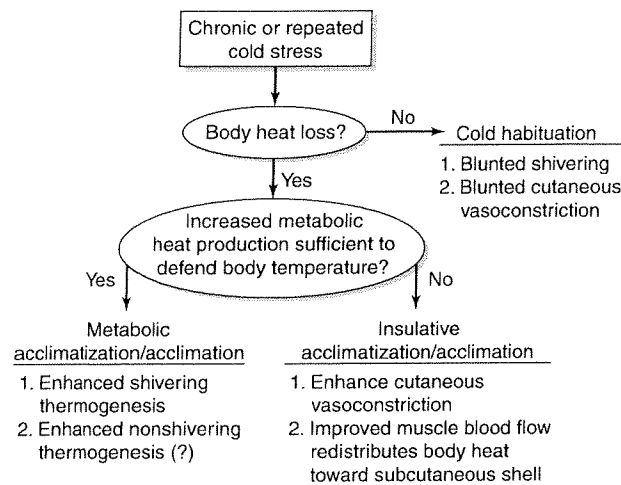 Chronic or repeated
cold stress
Body heat loss?
No
Cold habituation
1. Blunted shivering
2. Blunted cutaneous
vasoconstriction
Yes
Increased metabolic
heat production sufficient to
defend body temperature?
Yes
No
Metabolic
acclimatization/acclimation
1. Enhanced shivering
thermogenesis
2. Enhanced nonshivering
thermogenesis (?)
Insulative
acclimatization/acclimation
1. Enhance cutaneous
vasoconstriction
2. Improved muscle blood flow
redistributes body heat
toward subcutaneous shell